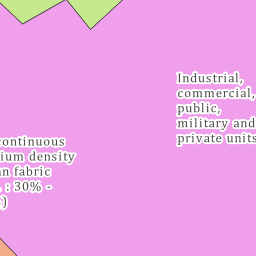 Industrial,
commercial,
public,
military and
private units
continuous
ium density
n fabric
: 30% -
)